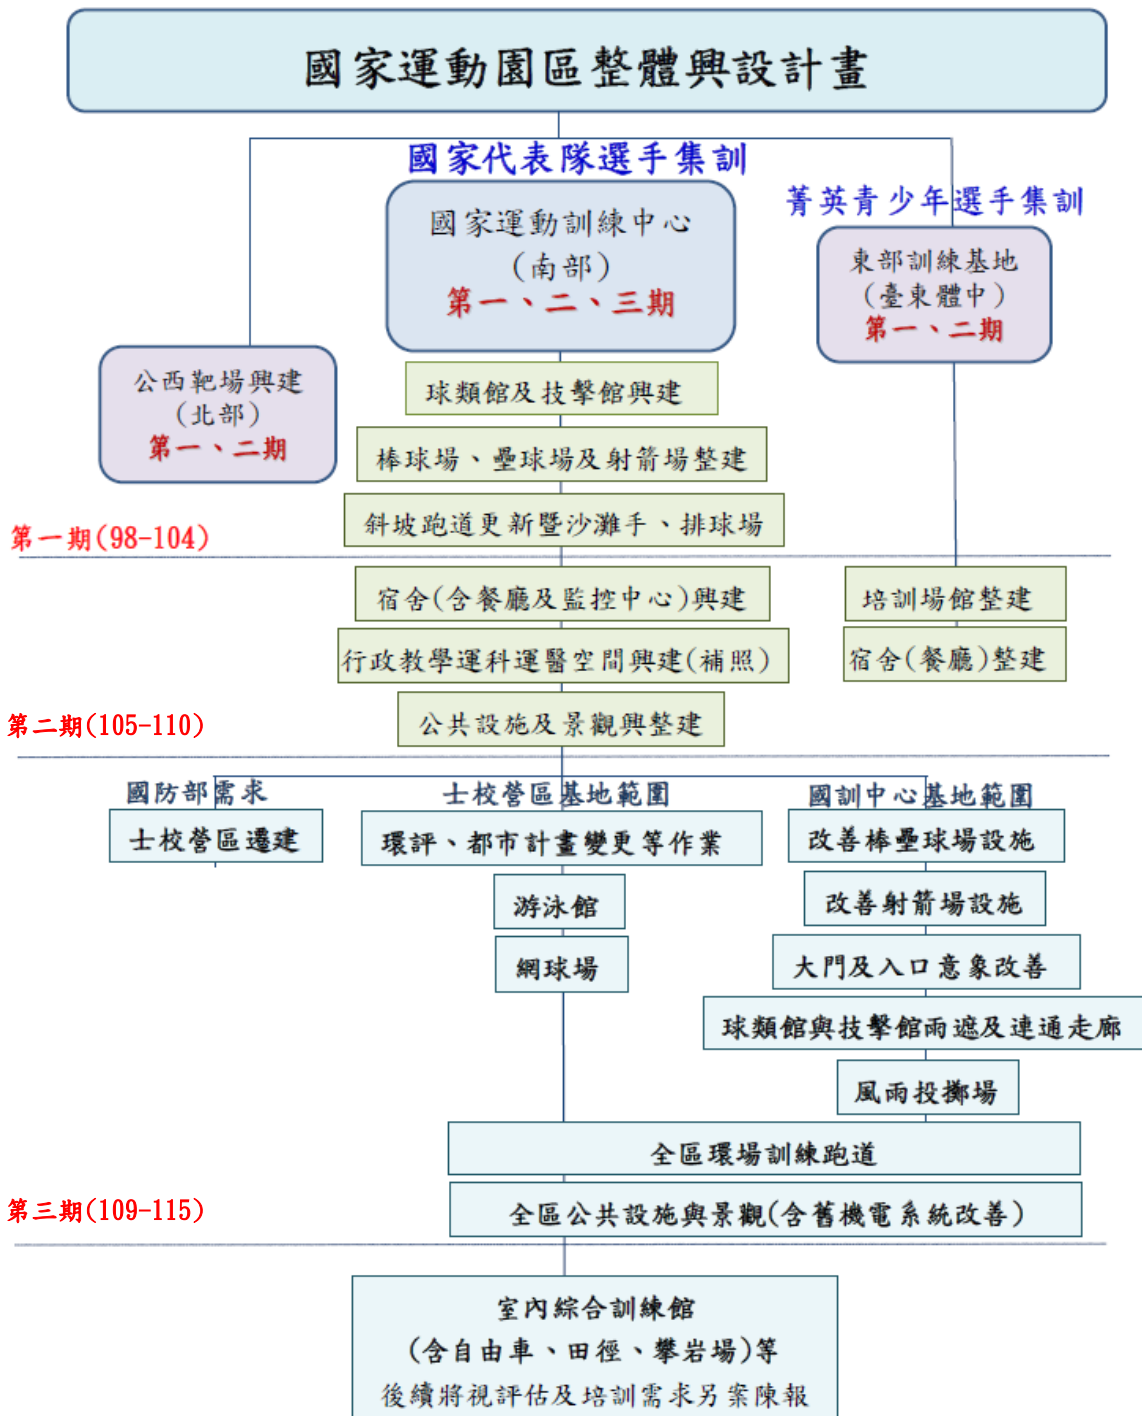 國家運動園區整體興設計畫
國家代表隊選手集訓
菁英青少年選手集訓
國家運動訓練中心
(南部)
第一、二、三期
東部訓練基地
(臺東體中)
第一、二期
公西靶場興建
(北部)
第一、二期
球類館及技擊館興建
棒球場、壘球場及射箭場整建
斜坡跑道更新暨沙灘手、排球場
第一期(98-104)
宿舍(含餐廳及監控中心)興建
培訓場館整建
行政教學運科運醫空間興建(補照)
宿舍(餐廳)整建
公共設施及景觀興整建
第二期(105-110)
國防部需求
士校營區基地範圍
國訓中心基地範圍
士校營區遷建
環評、都市計畫變更等作業
改善棒壘球場設施
游泳館
改善射箭場設施
網球場
大門及入口意象改善
球類館與技擊館雨遮及連通走廊
風雨投擲場
全區環場訓練跑道
全區公共設施與景觀(含舊機電系統改善)
第三期(109-115)
室內綜合訓練館
(含自由車、田徑、攀岩場)等
後續將視評估及培訓需求另案陳報